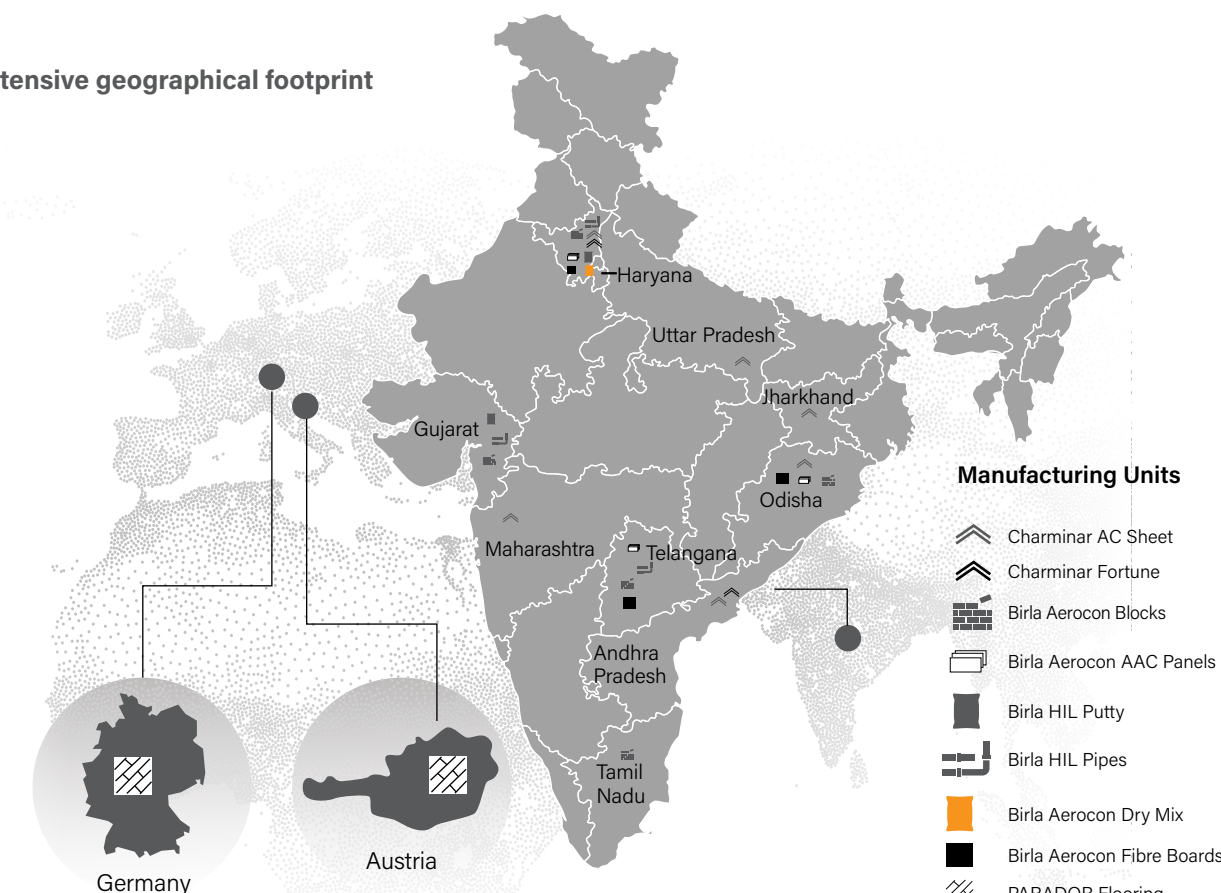 tensive geographical footprint
Haryana
Uttar Pradesh
Jharkhand
Gujarat
Odisha
Maharashtra
Telangana
Andhra
Pradesh
Tamil
Nadu
Germany
Austria
Manufacturing Units
Charminar AC Sheet
Charminar Fortune
Birla Aerocon Blocks
Birla Aerocon AAC Panels
Birla HIL Putty
Birla HIL Pipes
Birla Aerocon Dry Mix
Birla Aerocon Fibre Boards
PARADOR Flooring